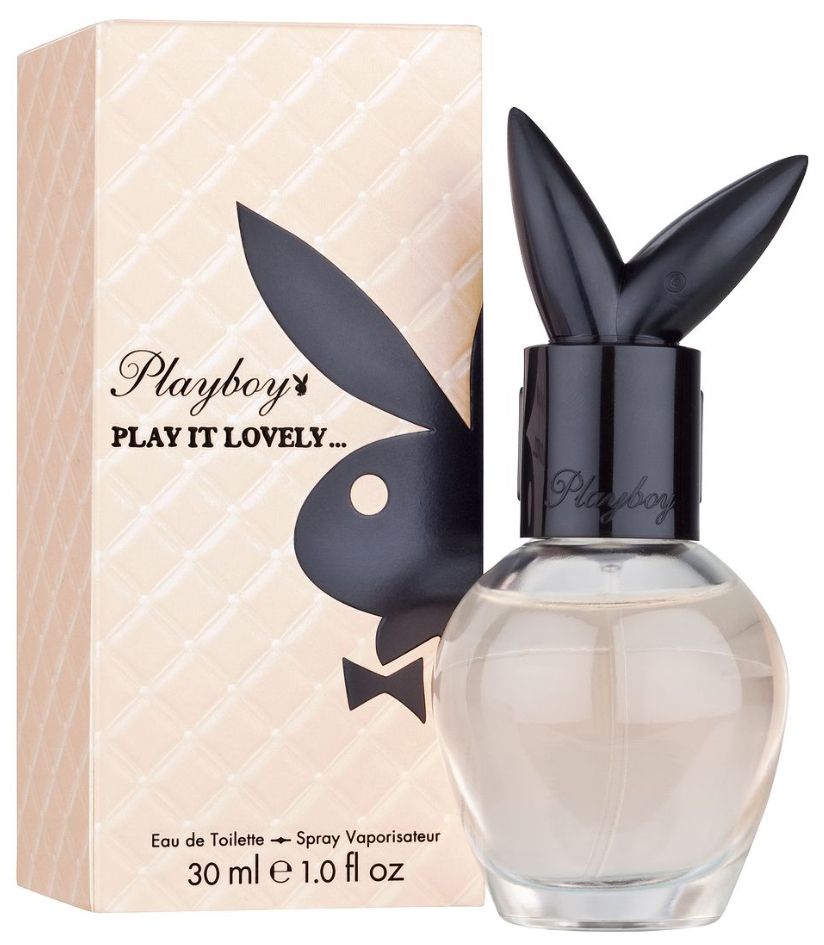 Playboy
PLAY IT LOVELY...
Eau de Toilette Spray Vaporisateur
30 ml ℮ 1.0 fl oz
Playboy